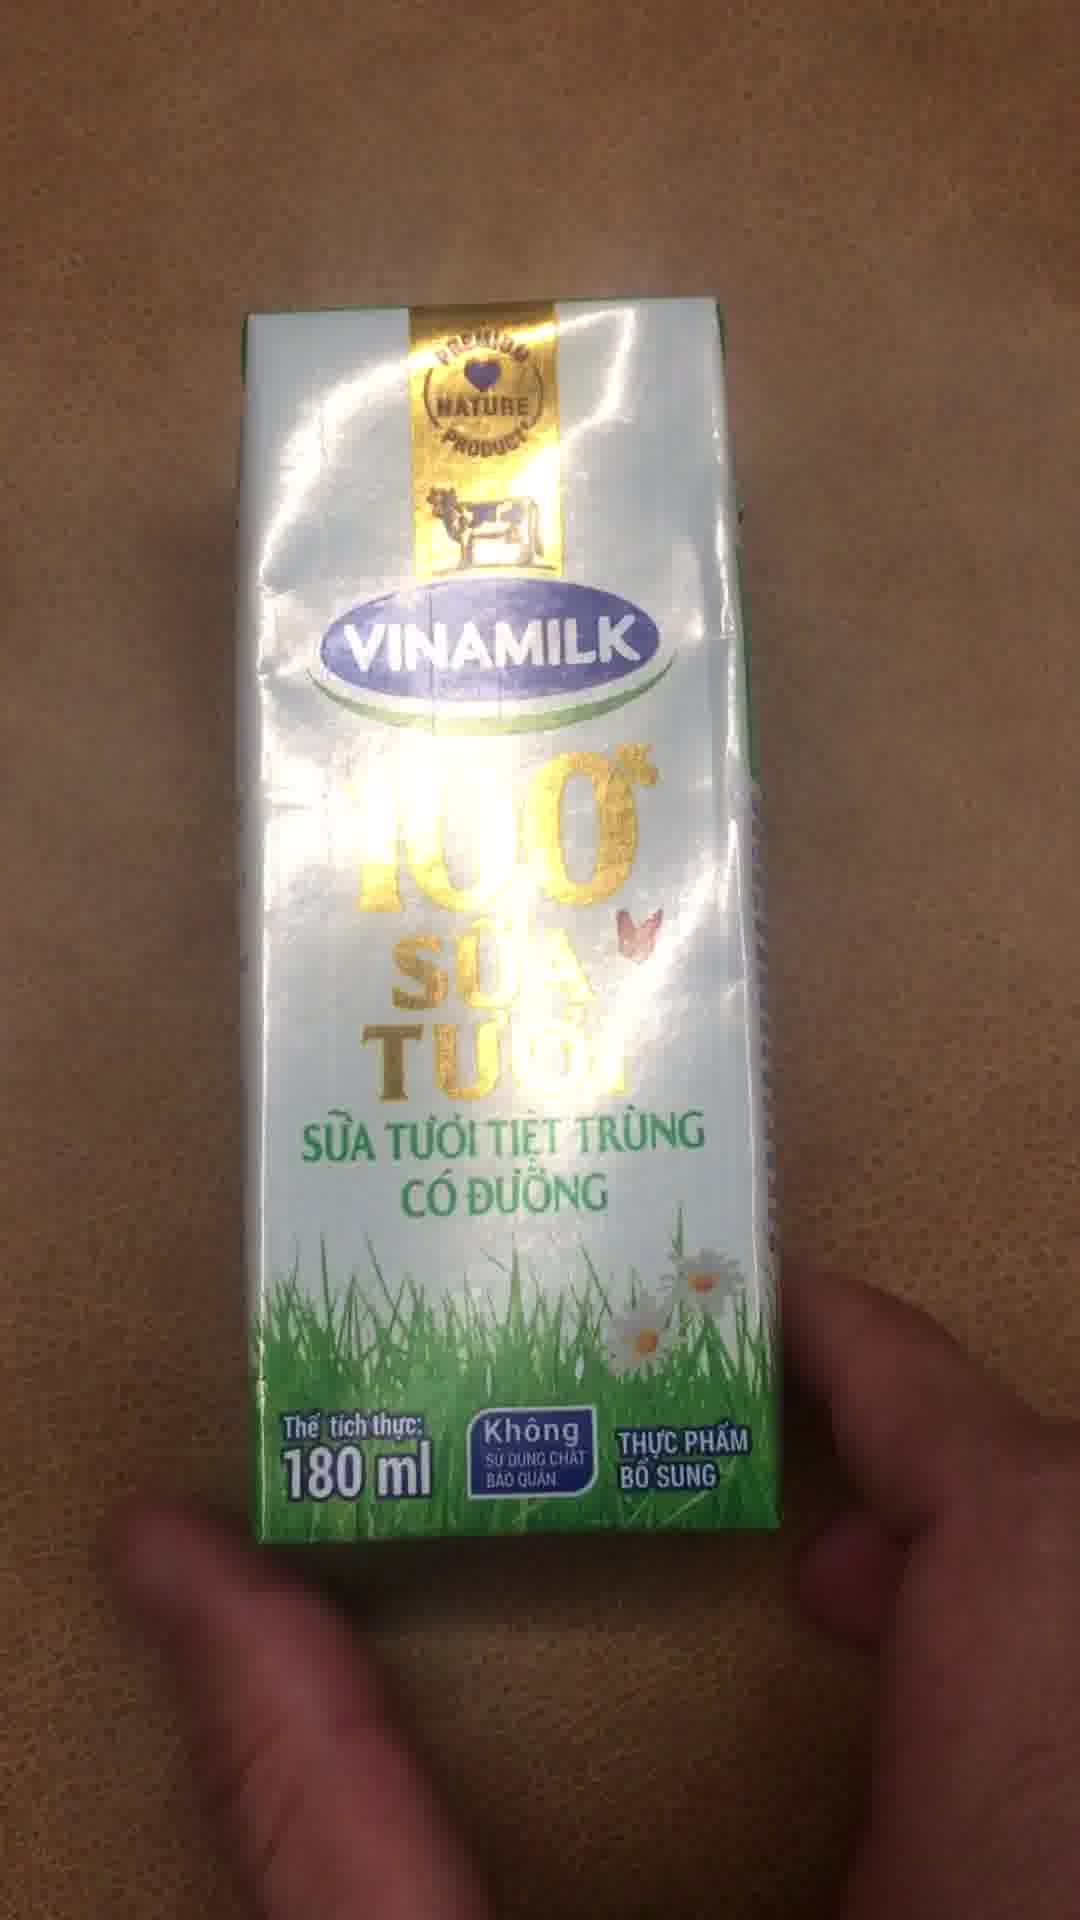 PREMIUM
NATURE
PRODUCT
VINAMILK
100%
SỮA
TƯƠI
SỮA TƯƠI TIỆT TRÙNG
CÓ ĐƯỜNG
Thể tích thực:
180 ml
Không
SỬ DỤNG CHẤT
BẢO QUẢN
THỰC PHẨM
BỔ SUNG